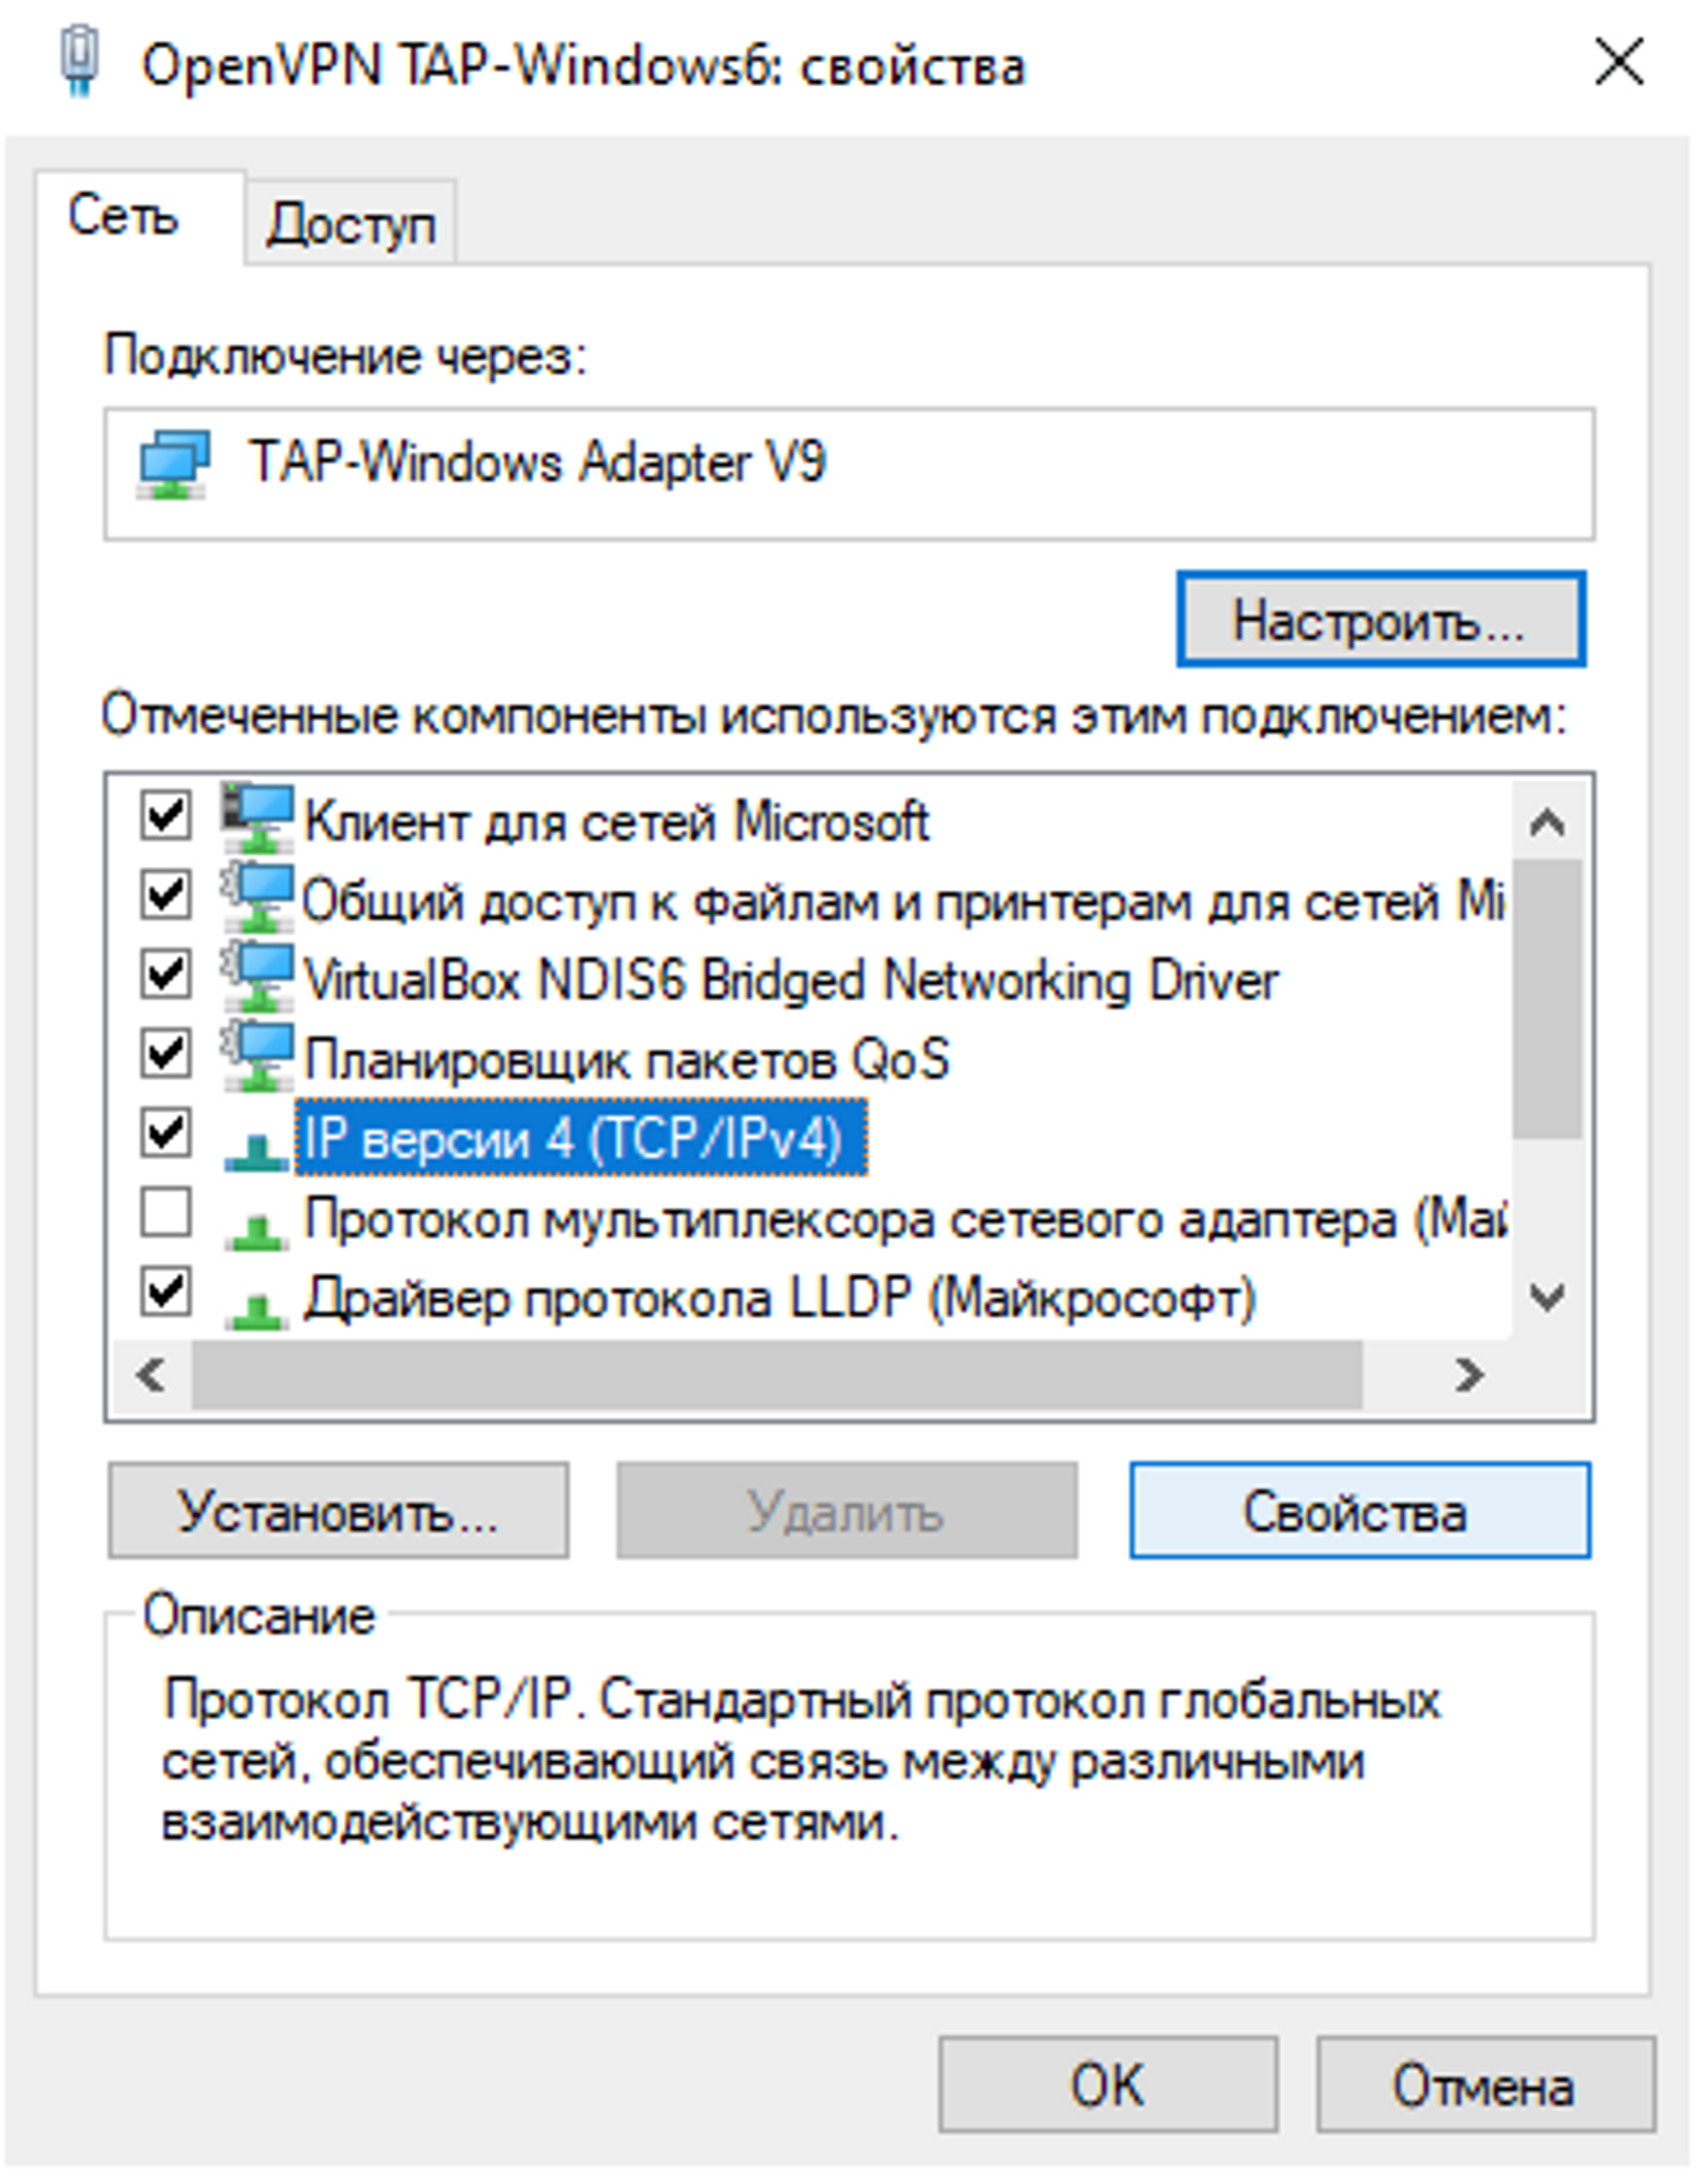 OpenVPN TAP-Windows6: свойства
Сеть
Доступ
Подключение через:
TAP-Windows Adapter V9
Настроить...
Отмеченные компоненты используются этим подключением:
Клиент для сетей Microsoft
Общий доступ к файлам и принтерам для сетей Mi
VirtualBox NDIS6 Bridged Networking Driver
Планировщик пакетов QoS
IP версии 4 (TCP/IPv4)
Протокол мультиплексора сетевого адаптера (Май
Драйвер протокола LLDP (Майкрософт)
Установить...
Удалить
Свойства
Описание
Протокол TCP/IP. Стандартный протокол глобальных
сетей, обеспечивающий связь между различными
взаимодействующими сетями.
OK
Отмена